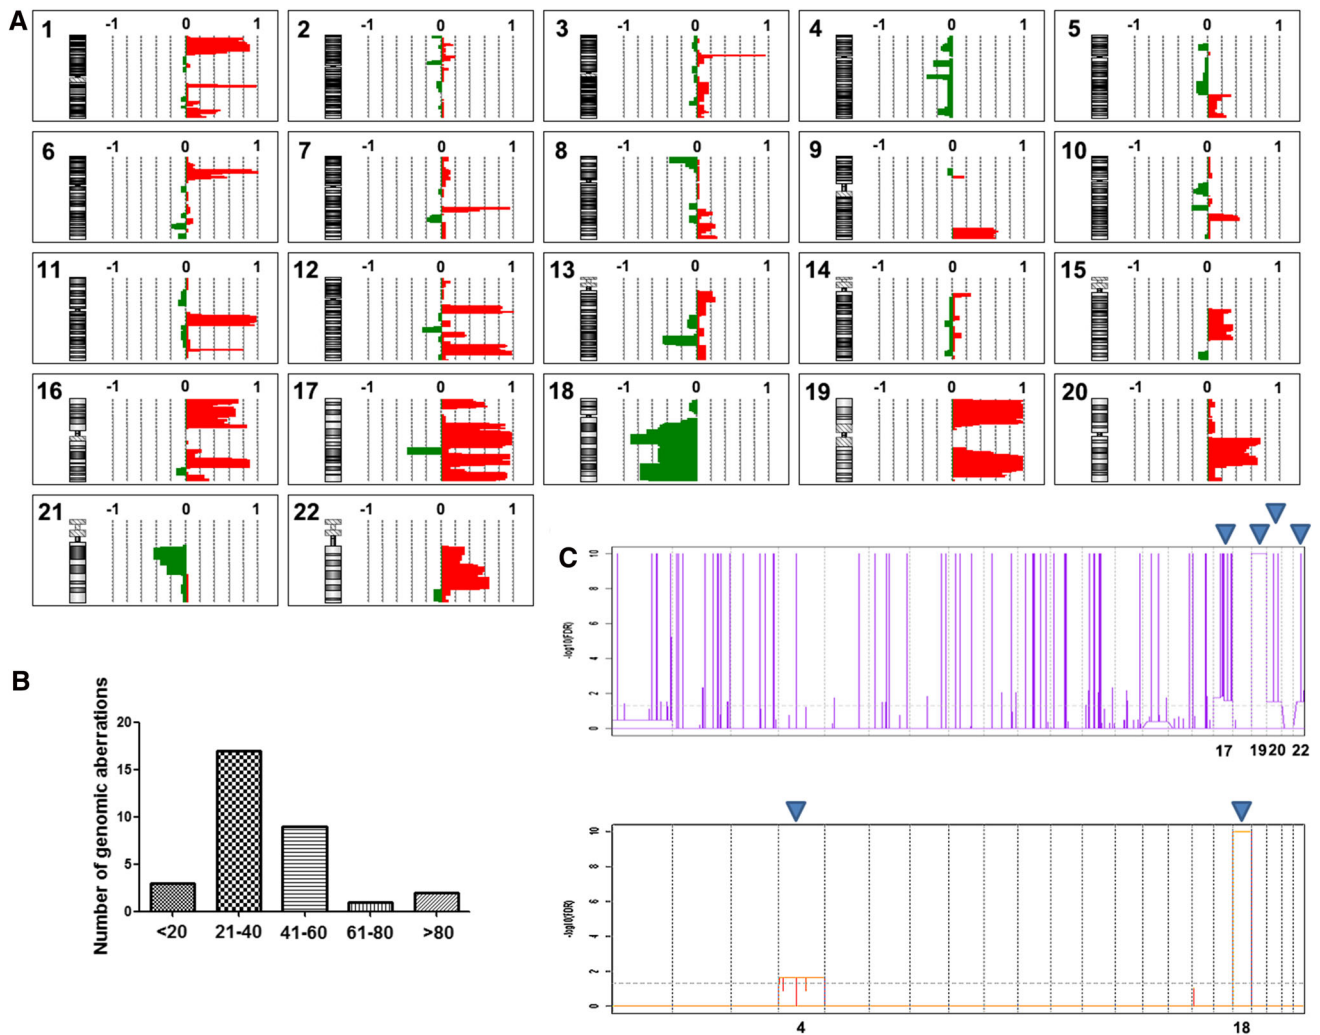 A
1 -1 0 1
2 -1 0 1
3 -1 0 1
4 -1 0 1
5 -1 0 1
6 -1 0 1
7 -1 0 1
8 -1 0 1
9 -1 0 1
10 -1 0 1
11 -1 0 1
12 -1 0 1
13 -1 0 1
14 -1 0 1
15 -1 0 1
16 -1 0 1
17 -1 0 1
18 -1 0 1
19 -1 0 1
20 -1 0 1
21 -1 0 1
22 -1 0 1
B
Number of genomic aberrations
20
15
10
5
0
<20 21-40 41-60 61-80 >80
C
-log10(FDR)
10
8
6
4
2
0
17 19 20 22
-log10(FDR)
10
8
6
4
2
0
4 18